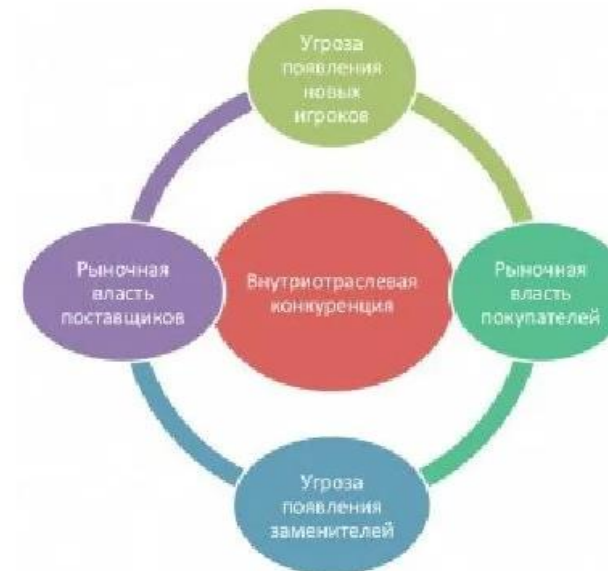 Угроза
появления
новых
игроков
Рыночная
власть
поставщиков
Внутриотраслевая
конкуренция
Рыночная
власть
покупателей
Угроза
появления
заменителей